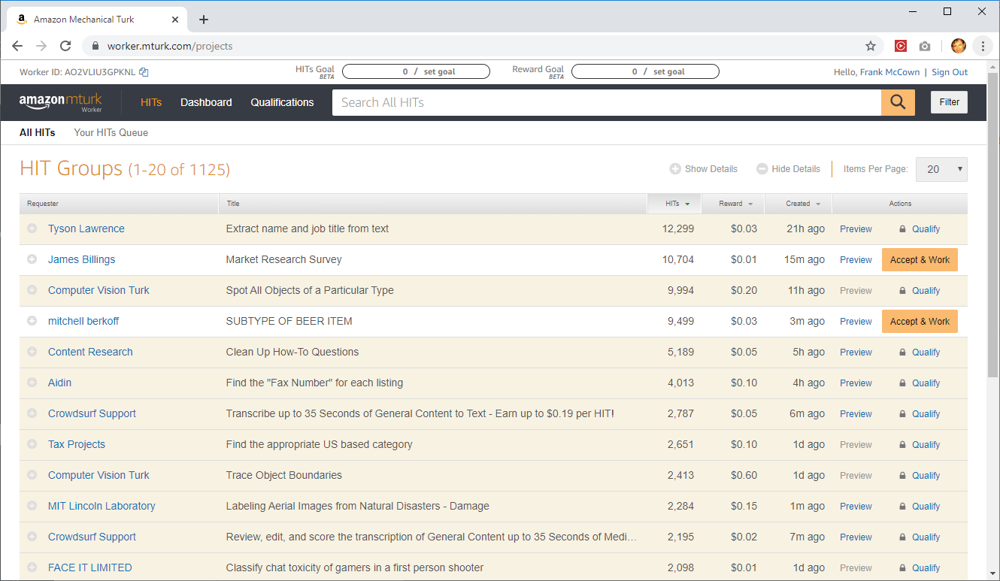 Amazon Mechanical Turk
worker.mturk.com/projects
Worker ID: AO2VLIU3GPKNL
HITs Goal BETA 0 / set goal
Reward Goal BETA 0 / set goal
Hello, Frank McCown | Sign Out
amazonmturk Worker
HITs Dashboard Qualifications Search All HITs Filter
All HITs Your HITs Queue
HIT Groups (1-20 of 1125) Show Details Hide Details Items Per Page: 20
Requester Title HITs Reward Created Actions
Tyson Lawrence Extract name and job title from text 12,299 $0.03 21h ago Preview Qualify
James Billings Market Research Survey 10,704 $0.01 15m ago Preview Accept & Work
Computer Vision Turk Spot All Objects of a Particular Type 9,994 $0.20 11h ago Preview Qualify
mitchell berkoff SUBTYPE OF BEER ITEM 9,499 $0.03 3m ago Preview Accept & Work
Content Research Clean Up How-To Questions 5,189 $0.05 5h ago Preview Qualify
Aidin Find the "Fax Number" for each listing 4,013 $0.10 4h ago Preview Qualify
Crowdsurf Support Transcribe up to 35 Seconds of General Content to Text - Earn up to $0.19 per HIT! 2,787 $0.05 6m ago Preview Qualify
Tax Projects Find the appropriate US based category 2,651 $0.10 1d ago Preview Qualify
Computer Vision Turk Trace Object Boundaries 2,413 $0.60 1d ago Preview Qualify
MIT Lincoln Laboratory Labeling Aerial Images from Natural Disasters - Damage 2,284 $0.15 1m ago Preview Qualify
Crowdsurf Support Review, edit, and score the transcription of General Content up to 35 Seconds of Medi... 2,195 $0.02 7m ago Preview Qualify
FACE IT LIMITED Classify chat toxicity of gamers in a first person shooter 2,098 $0.01 1d ago Preview Qualify